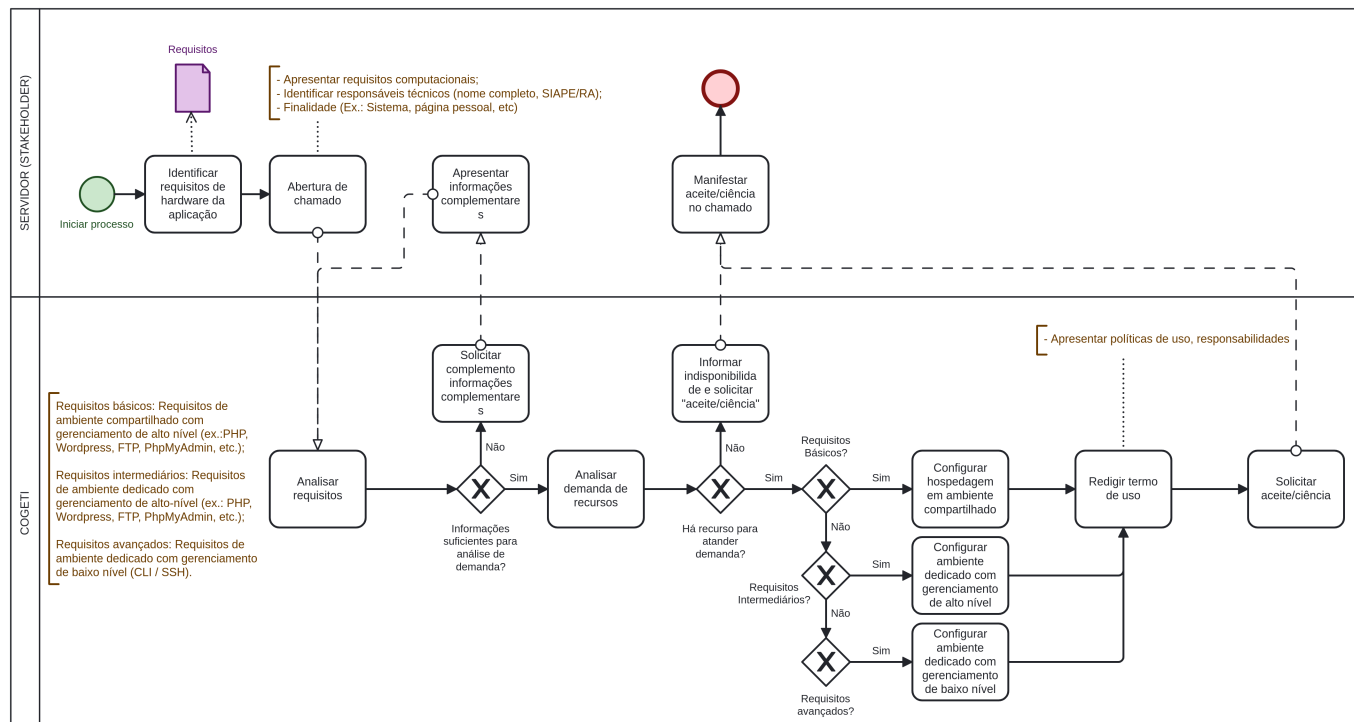 SERVIDOR (STAKEHOLDER)
Requisitos
- Apresentar requisitos computacionais;
- Identificar responsáveis técnicos (nome completo, SIAPE/RA);
- Finalidade (Ex.: Sistema, página pessoal, etc)
Iniciar processo
Identificar
requisitos de
hardware da
aplicação
Abertura de
chamado
Apresentar
informações
complementare
s
Manifestar
aceite/ciência
no chamado
COGETI
Requisitos básicos: Requisitos de
ambiente compartilhado com
gerenciamento de alto nível (ex.:PHP,
Wordpress, FTP, PhpMyAdmin, etc.);
Requisitos intermediários: Requisitos
de ambiente dedicado com
gerenciamento de alto-nível (ex.: PHP,
Wordpress, FTP, PhpMyAdmin, etc.);
Requisitos avançados: Requisitos de
ambiente dedicado com gerenciamento
de baixo nível (CLI / SSH).
Analisar
requisitos
Solicitar
complemento
informações
complementare
s
Não
Sim
Informações
suficientes para
análise de
demanda?
Analisar
demanda de
recursos
Informar
indisponibilida
de e solicitar
"aceite/ciência"
Não
Sim
Há recurso para
atander
demanda?
Requisitos
Básicos?
Sim
Não
Configurar
hospedagem
em ambiente
compartilhado
Requisitos
Intermediários?
Sim
Não
Configurar
ambiente
dedicado com
gerenciamento
de alto nível
Requisitos
avançados?
Sim
Configurar
ambiente
dedicado com
gerenciamento
de baixo nível
- Apresentar políticas de uso, responsabilidades
Redigir termo
de uso
Solicitar
aceite/ciência